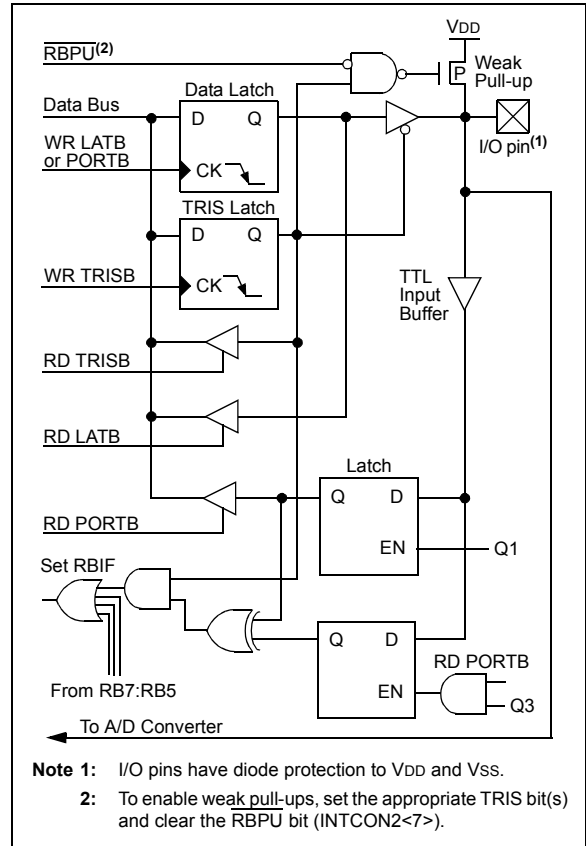 VDD
RBPU(2)
Weak
Pull-up
P
Data Latch
Data Bus
D Q
I/O pin(1)
WR LATB
or PORTB
CK
TRIS Latch
D Q
WR TRISB
CK
TTL
Input
Buffer
RD TRISB
RD LATB
Latch
Q D
RD PORTB
EN
Q1
Set RBIF
Q D
RD PORTB
EN
Q3
From RB7:RB5
To A/D Converter
Note 1: I/O pins have diode protection to VDD and VSS.
2: To enable weak pull-ups, set the appropriate TRIS bit(s)
and clear the RBPU bit (INTCON2<7>).